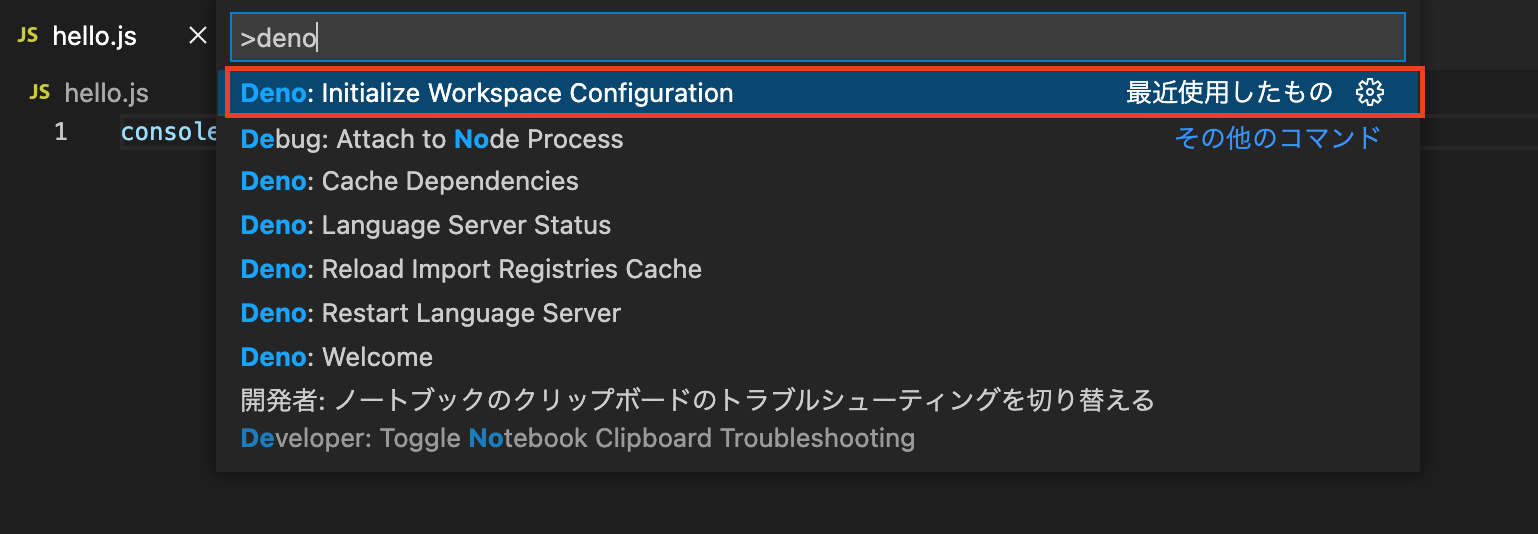 JS hello.js
>deno
JS hello.js
Deno: Initialize Workspace Configuration 最近使用したもの
1 console
Debug: Attach to Node Process その他のコマンド
Deno: Cache Dependencies
Deno: Language Server Status
Deno: Reload Import Registries Cache
Deno: Restart Language Server
Deno: Welcome
開発者: ノートブックのクリップボードのトラブルシューティングを切り替える
Developer: Toggle Notebook Clipboard Troubleshooting